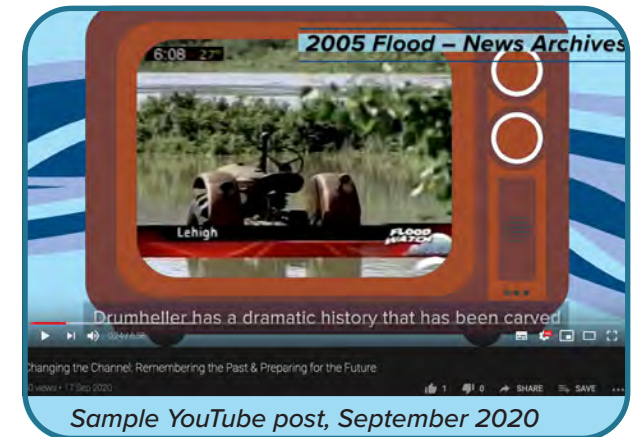 2005 Flood – News Archives
6:08 27°
Lehigh
FLOOD
WATCH
Drumheller has a dramatic history that has been carved
Changing the Channel: Remembering the Past & Preparing for the Future
views • 17 Sep 2020
1 0 SHARE SAVE
Sample YouTube post, September 2020